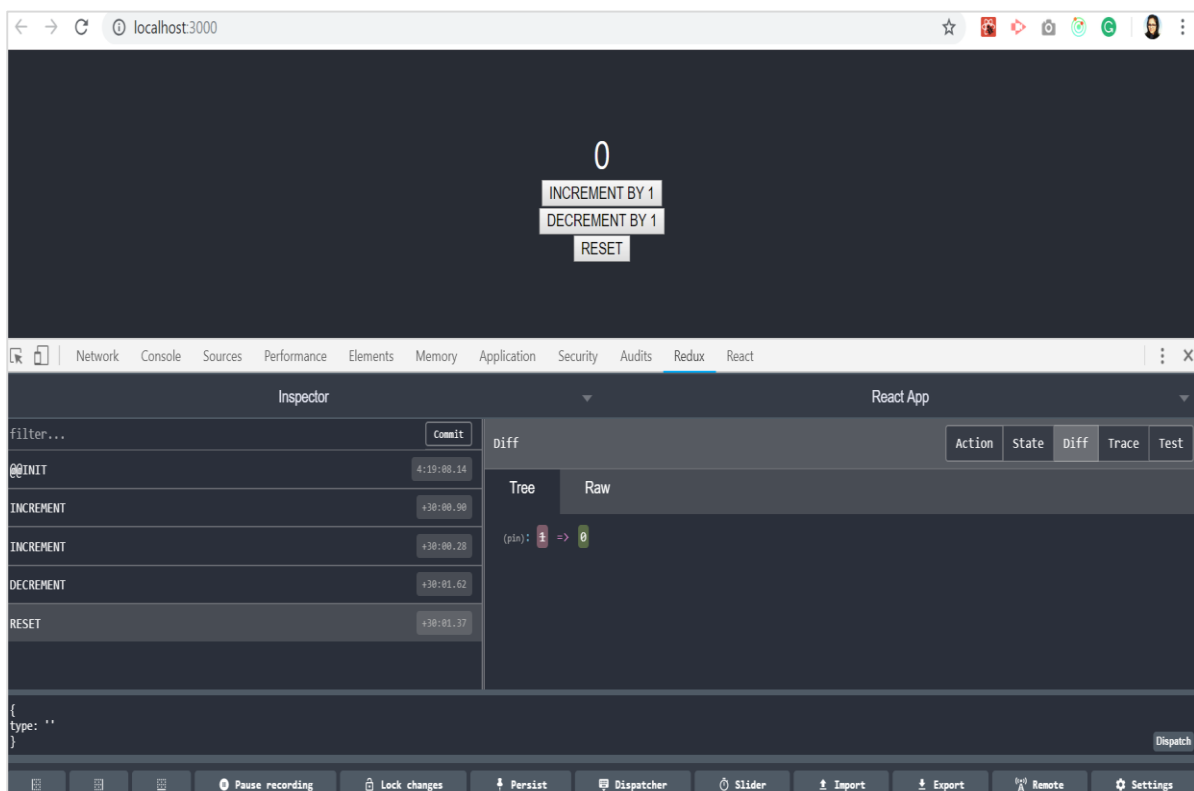 localhost:3000
G
0
INCREMENT BY 1
DECREMENT BY 1
RESET
Network Console Sources Performance Elements Memory Application Security Audits Redux React
Inspector React App
filter... Commit
Diff Action State Diff Trace Test
@@INIT 4:19:08.14
Tree Raw
INCREMENT +30:00.90
(pin): 1 => 0
INCREMENT +30:00.28
DECREMENT +30:01.62
RESET +30:01.37
{
type: ''
}
Dispatch
Pause recording Lock changes Persist Dispatcher Slider Import Export Remote Settings